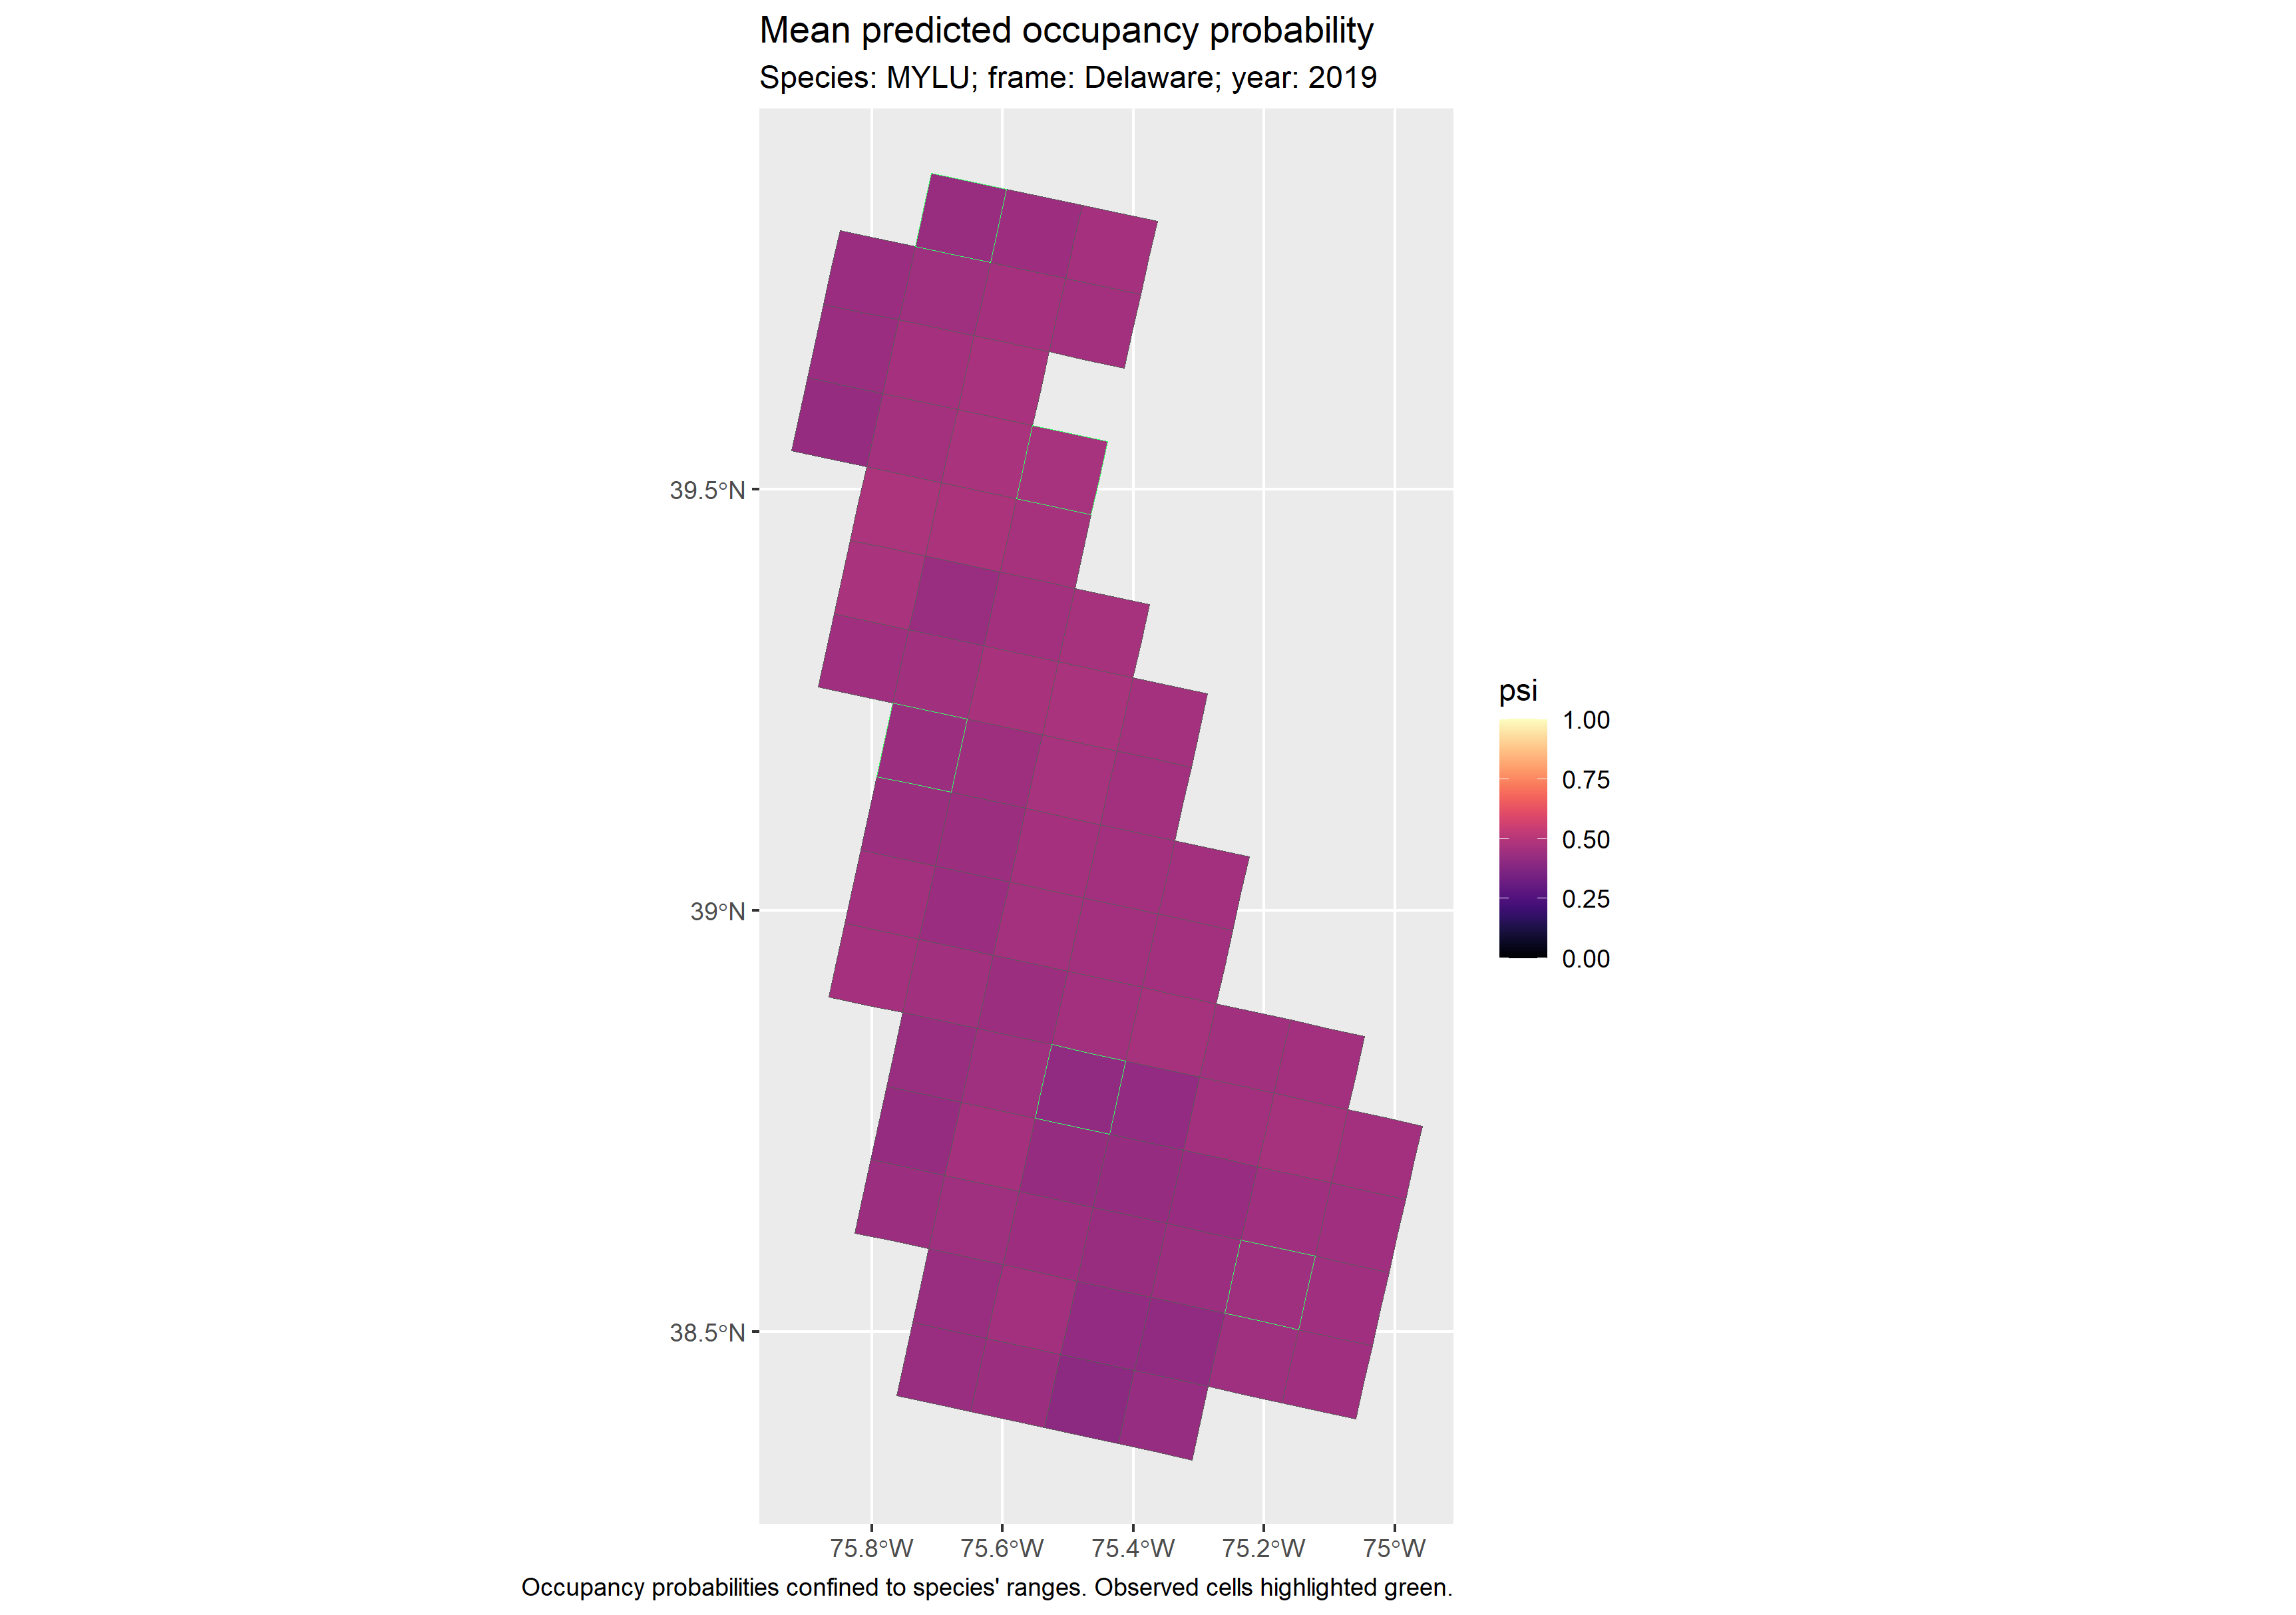 Mean predicted occupancy probability
Species: MYLU; frame: Delaware; year: 2019
39.5°N
39°N
38.5°N
75.8°W
75.6°W
75.4°W
75.2°W
75°W
psi
1.00
0.75
0.50
0.25
0.00
Occupancy probabilities confined to species' ranges. Observed cells highlighted green.